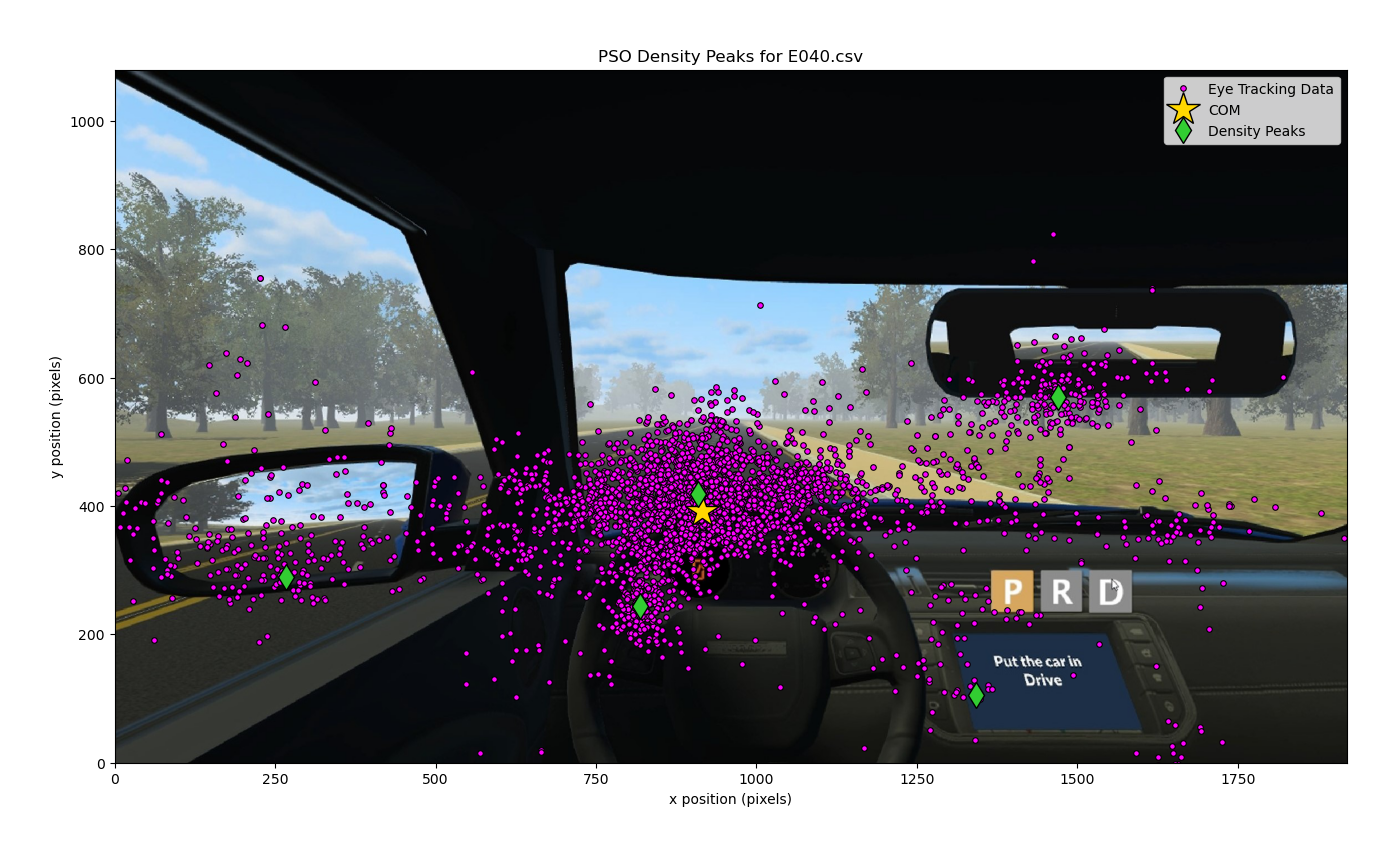 PSO Density Peaks for E040.csv
Eye Tracking Data
COM
Density Peaks
y position (pixels)
1000
800
600
400
200
0
P R D
Put the car in
Drive
0 250 500 750 1000 1250 1500 1750
x position (pixels)